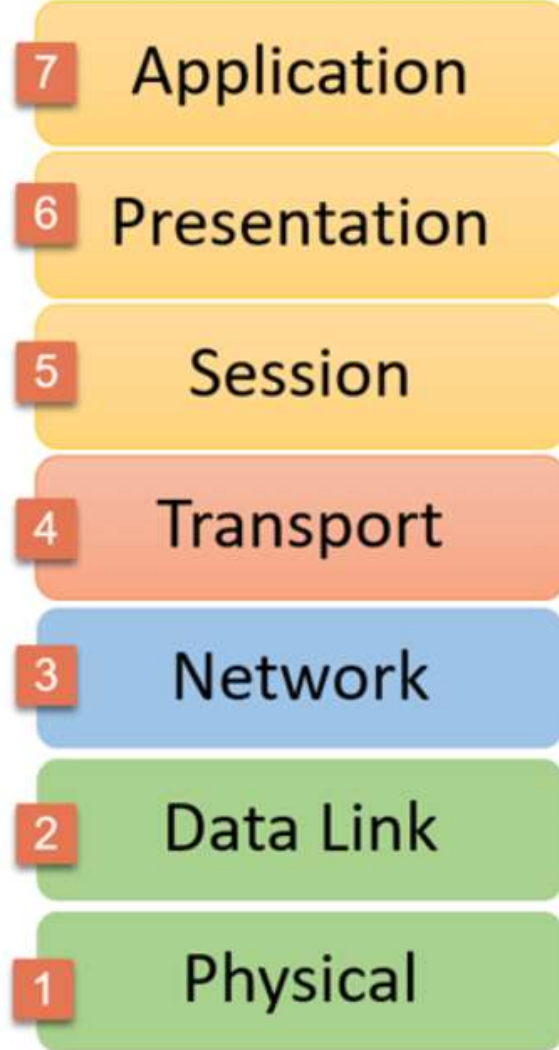 7 Application
6 Presentation
5 Session
4 Transport
3 Network
2 Data Link
1 Physical